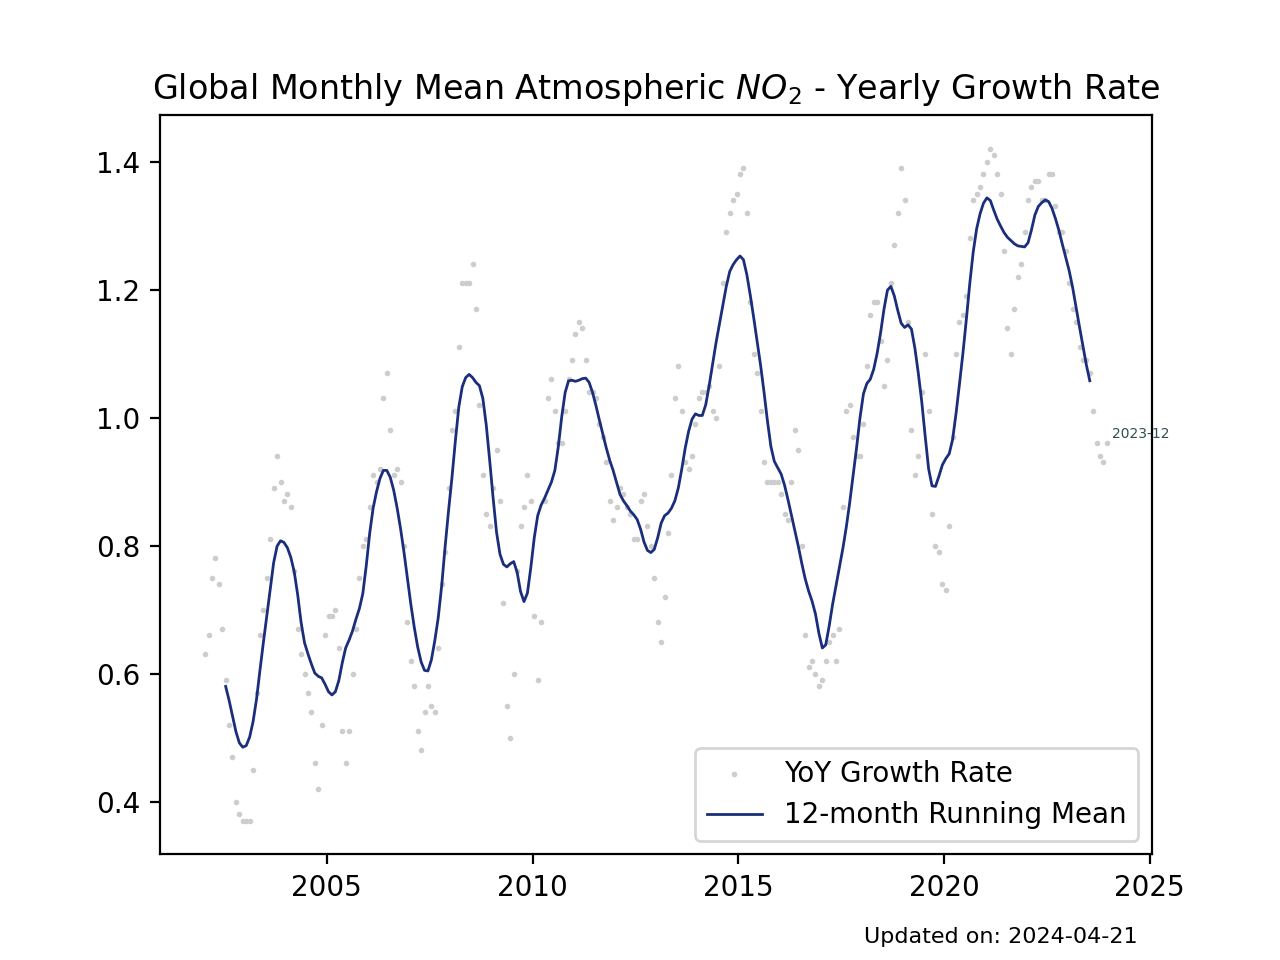 Global Monthly Mean Atmospheric NO₂ - Yearly Growth Rate
1.4
1.2
1.0
0.8
0.6
0.4
2023-12
YoY Growth Rate
12-month Running Mean
2005 2010 2015 2020 2025
Updated on: 2024-04-21